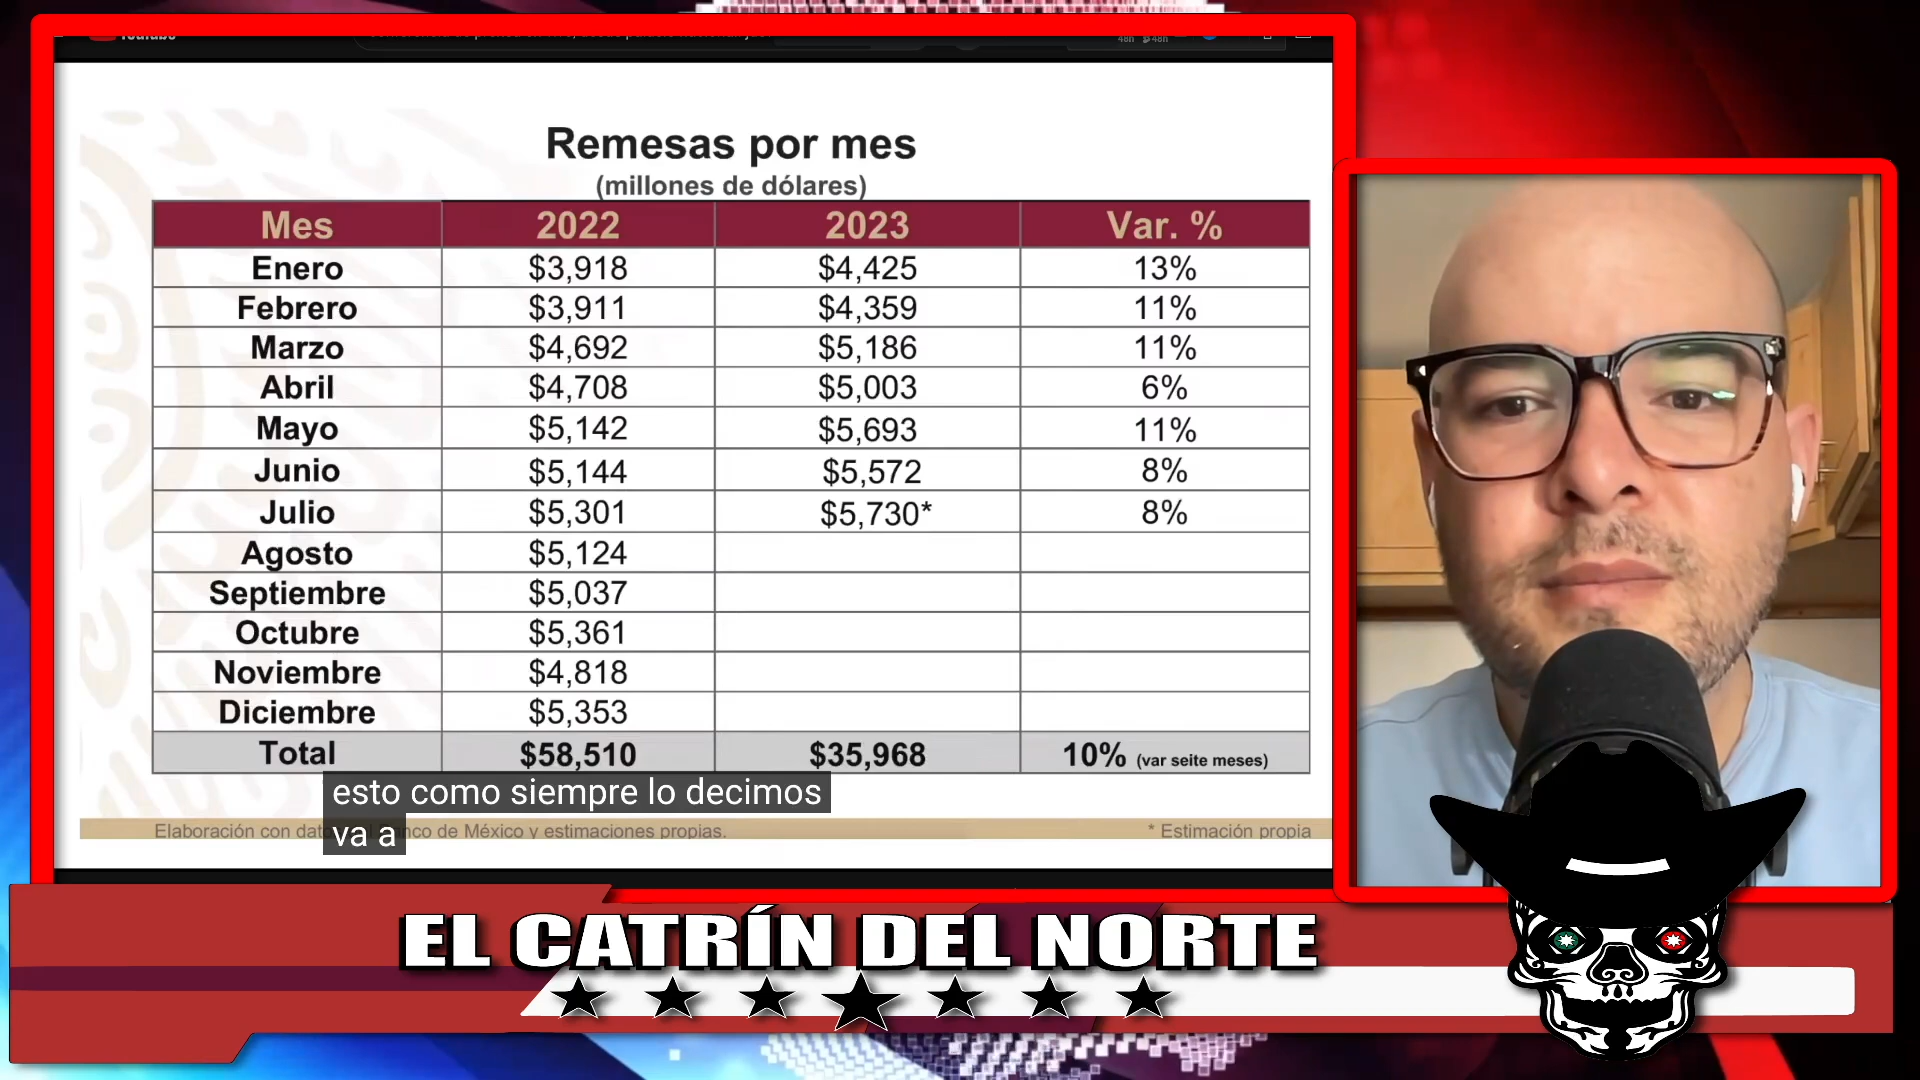 Remesas por mes
(millones de dólares)
Mes 2022 2023 Var. %
Enero $3,918 $4,425 13%
Febrero $3,911 $4,359 11%
Marzo $4,692 $5,186 11%
Abril $4,708 $5,003 6%
Mayo $5,142 $5,693 11%
Junio $5,144 $5,572 8%
Julio $5,301 $5,730* 8%
Agosto $5,124
Septiembre $5,037
Octubre $5,361
Noviembre $4,818
Diciembre $5,353
Total $58,510 $35,968 10% (var seite meses)
esto como siempre lo decimos
va a
Elaboración con anco de México y estimaciones propias. * Estimación propia
EL CATRÍN DEL NORTE